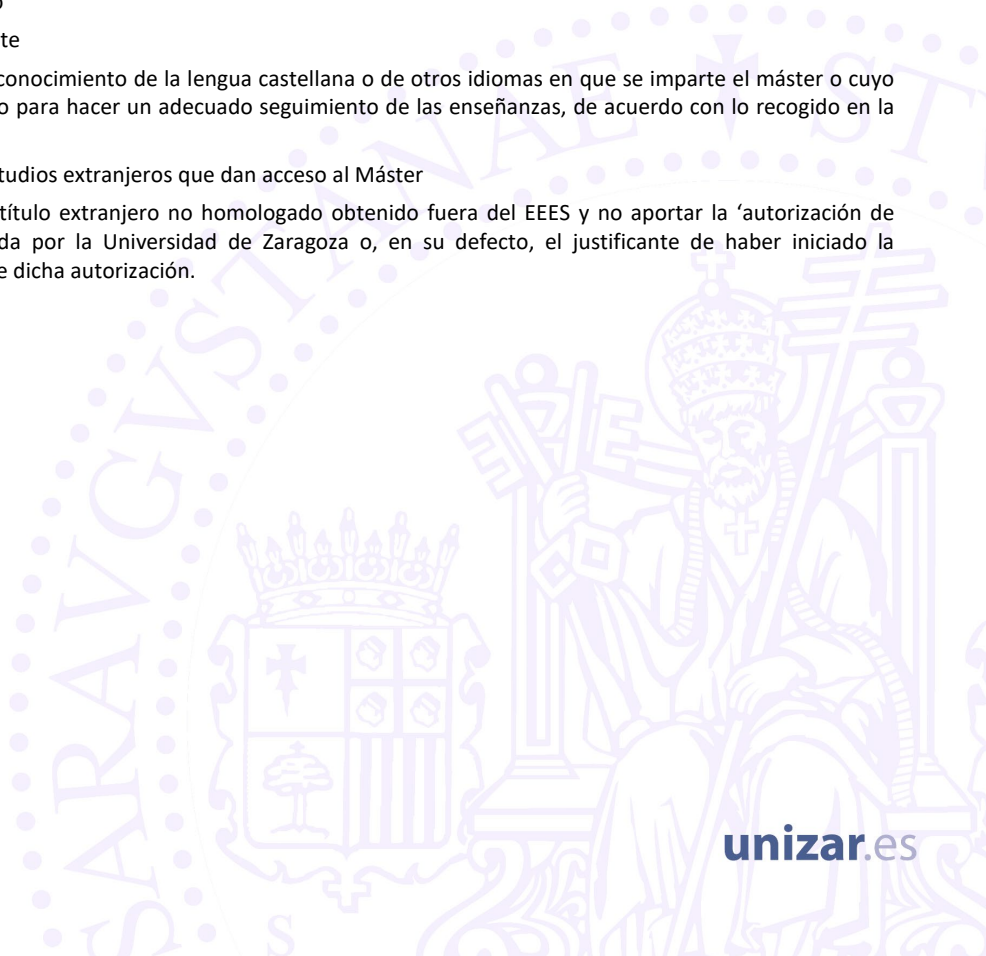 o
te
conocimiento de la lengua castellana o de otros idiomas en que se imparte el máster o cuyo
o para hacer un adecuado seguimiento de las enseñanzas, de acuerdo con lo recogido en la
tudios extranjeros que dan acceso al Máster
título extranjero no homologado obtenido fuera del EEES y no aportar la ‘autorización de
da por la Universidad de Zaragoza o, en su defecto, el justificante de haber iniciado la
e dicha autorización.
SARAVGVSTANAE ST
S
unizar.es